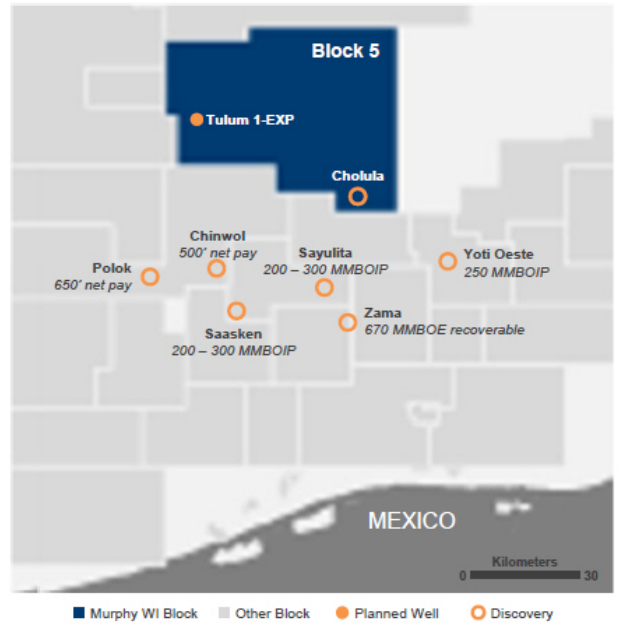 Block 5
Tulum 1-EXP
Cholula
Chinwol
500' net pay
Sayulita
200 – 300 MMBOIP
Yoti Oeste
250 MMBOIP
Polok
650' net pay
Zama
670 MMBOE recoverable
Saasken
200 – 300 MMBOIP
MEXICO
Kilometers
0 30
Murphy WI Block Other Block Planned Well Discovery